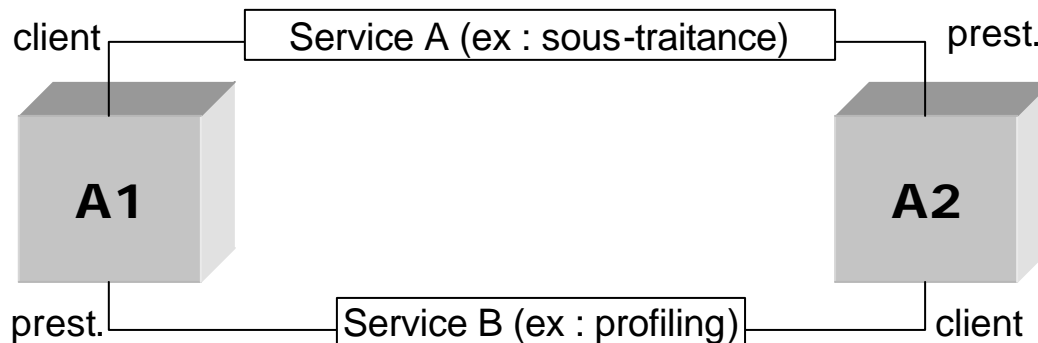 client
Service A (ex : sous-traitance)
prest.
A1
A2
prest.
Service B (ex : profiling)
client